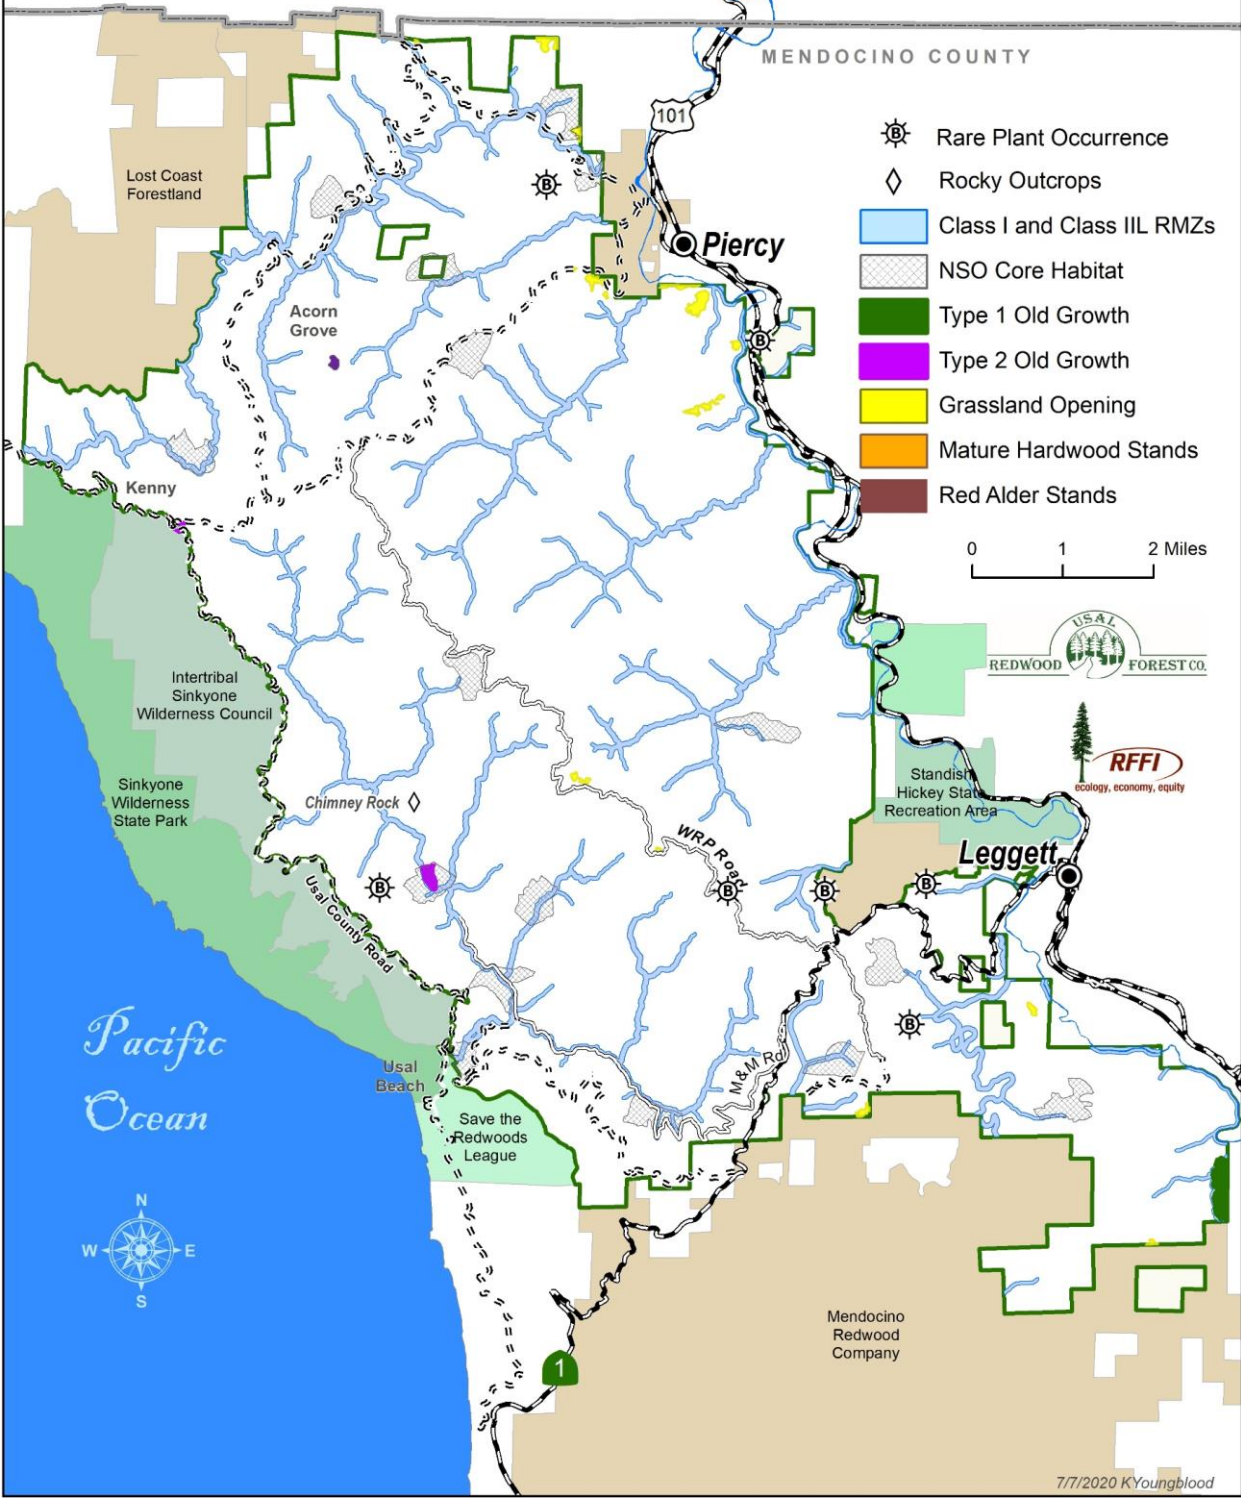 MENDOCINO COUNTY
101
Rare Plant Occurrence
Rocky Outcrops
Class I and Class IIL RMZs
NSO Core Habitat
Type 1 Old Growth
Type 2 Old Growth
Grassland Opening
Mature Hardwood Stands
Red Alder Stands
B
0 1 2 Miles
USAL
REDWOOD FOREST CO.
RFFI
ecology, economy, equity
Lost Coast
Forestland
B
Piercy
B
Acorn
Grove
Kenny
Intertribal
Sinkyone
Wilderness Council
Sinkyone
Wilderness
State Park
Chimney Rock
Standish
Hickey State
Recreation Area
WRP Road
Leggett
B
B
B
B
Usal County Road
B
Pacific
Ocean
M&M Rd
Usal
Beach
Save the
Redwoods
League
N
W E
S
Mendocino
Redwood
Company
1
7/7/2020 KYoungblood